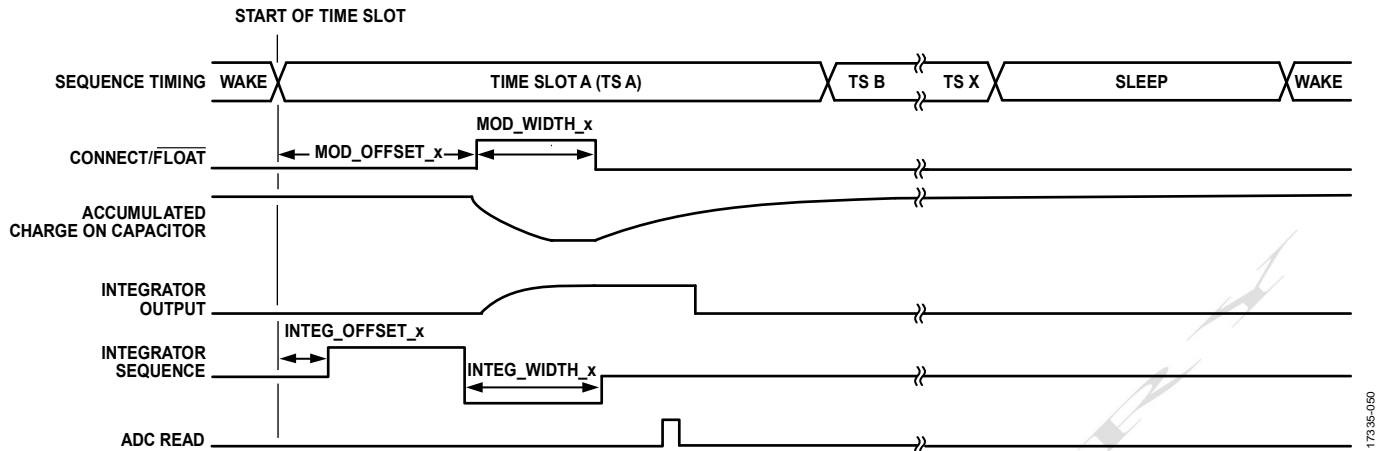 START OF TIME SLOT
SEQUENCE TIMING WAKE TIME SLOT A (TS A) TS B TS X SLEEP WAKE
MOD_WIDTH_x
CONNECT/FLOAT MOD_OFFSET_x
ACCUMULATED
CHARGE ON CAPACITOR
INTEGRATOR
OUTPUT
INTEG_OFFSET_x
INTEGRATOR
SEQUENCE
INTEG_WIDTH_x
ADC READ
17335-050